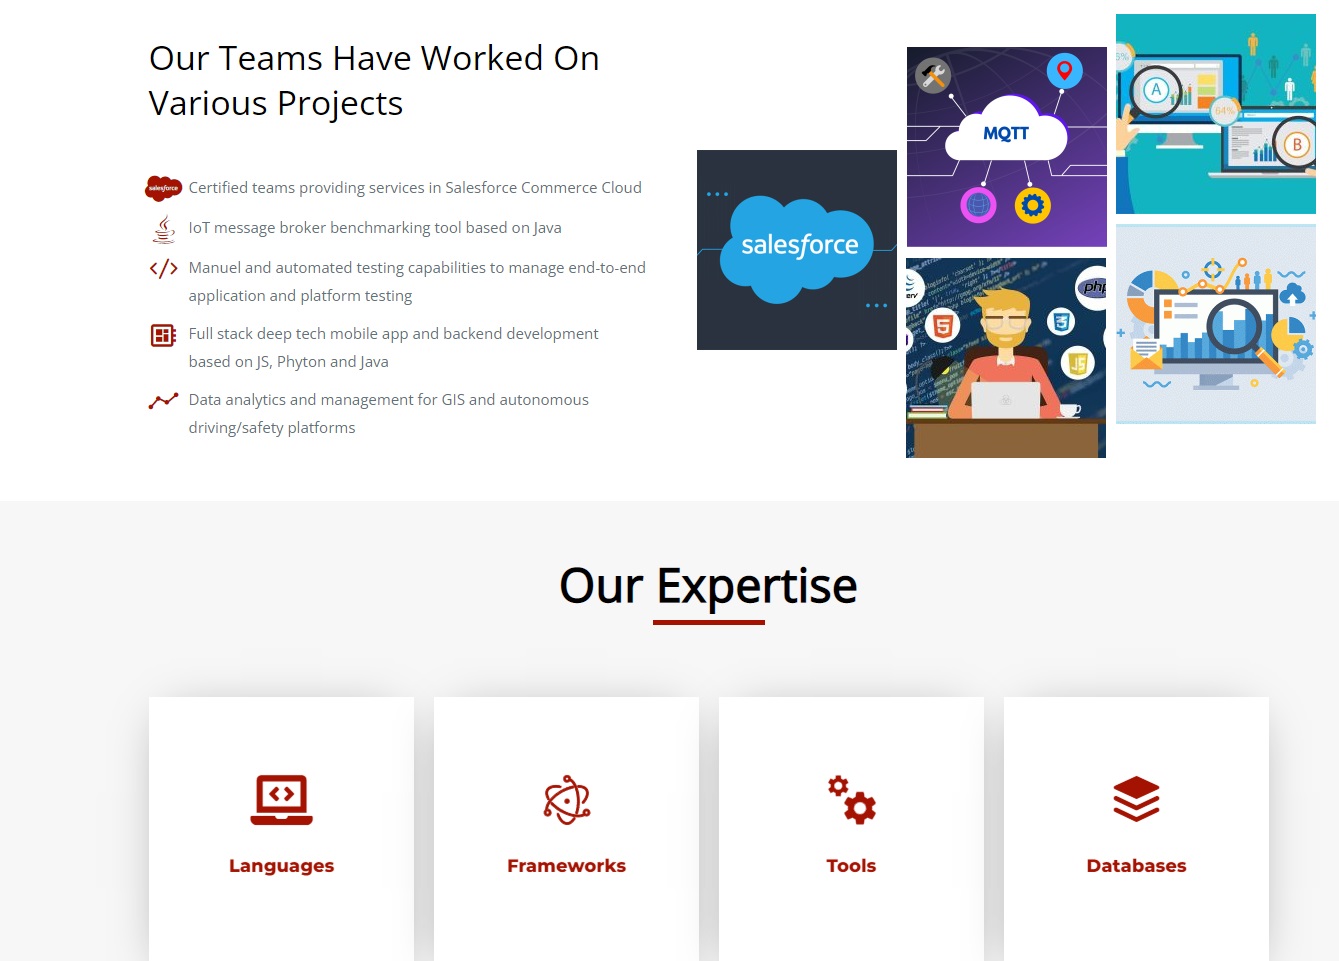 Our Teams Have Worked On
Various Projects
salesforce
Certified teams providing services in Salesforce Commerce Cloud
IoT message broker benchmarking tool based on Java
Manuel and automated testing capabilities to manage end-to-end
application and platform testing
Full stack deep tech mobile app and backend development
based on JS, Phyton and Java
Data analytics and management for GIS and autonomous
driving/safety platforms
salesforce
MQTT
A
64%
B
php
Our Expertise
Languages
Frameworks
Tools
Databases